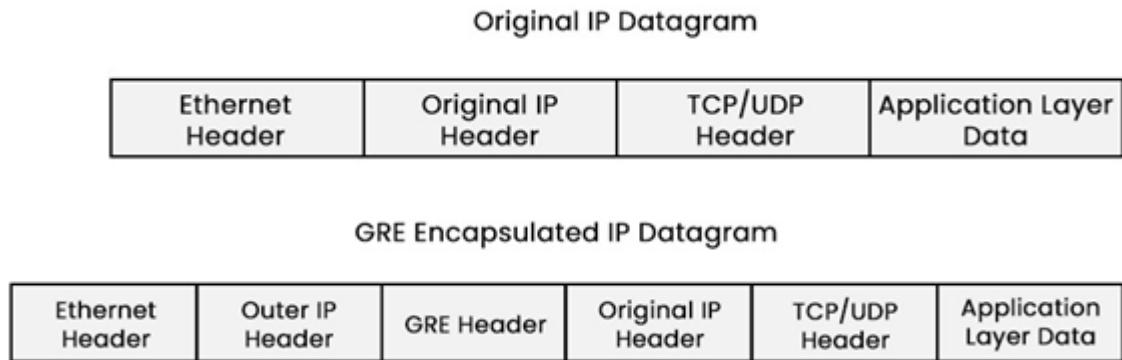 Original IP Datagram
Ethernet Header
Original IP Header
TCP/UDP Header
Application Layer Data
GRE Encapsulated IP Datagram
Ethernet Header
Outer IP Header
GRE Header
Original IP Header
TCP/UDP Header
Application Layer Data